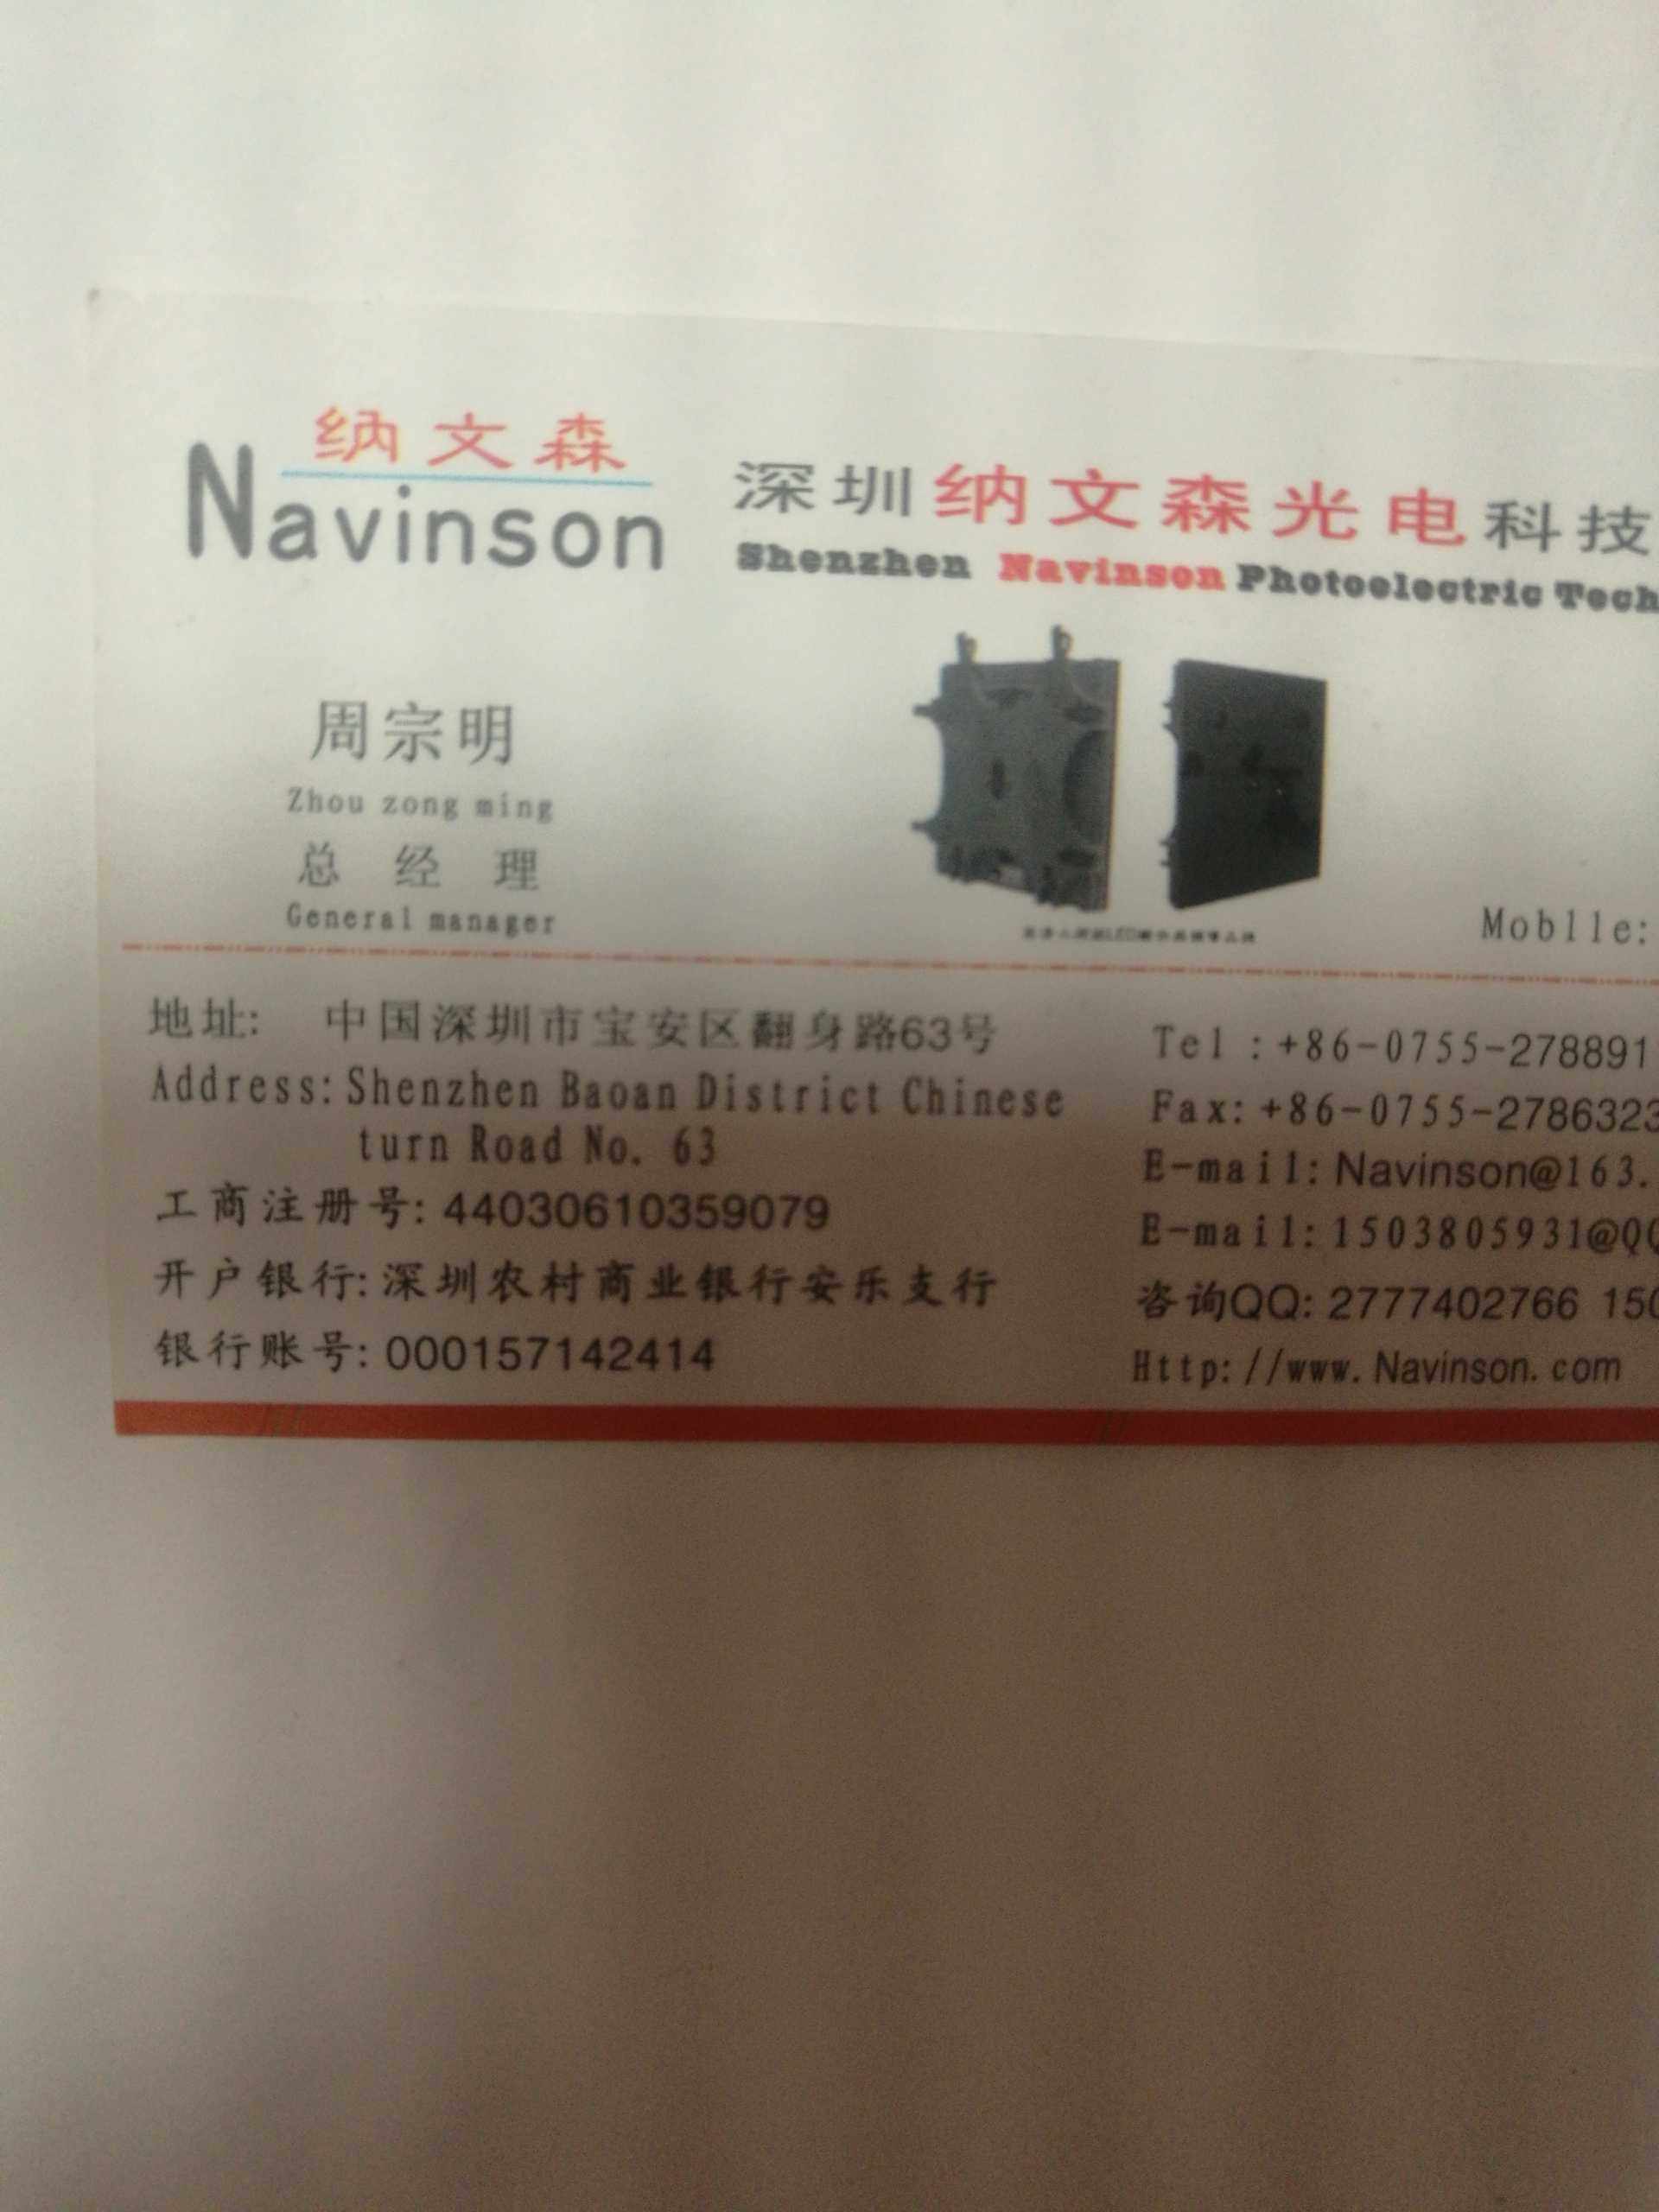 纳文森
Navinson
深圳纳文森光电科技
Shenzhen Navinson Photoelectric Tech
周宗明
Zhou zong ming
总 经 理
General manager
Moblle:
地址: 中国深圳市宝安区翻身路63号
Address: Shenzhen Baoan District Chinese
turn Road No. 63
工商注册号: 44030610359079
开户银行: 深圳农村商业银行安乐支行
银行账号: 000157142414
Tel :+86-0755-278891
Fax: +86-0755-2786323
E-mail: Navinson@163.
E-mail: 1503805931@QQ
咨询QQ: 2777402766 150
Http: //www. Navinson. com